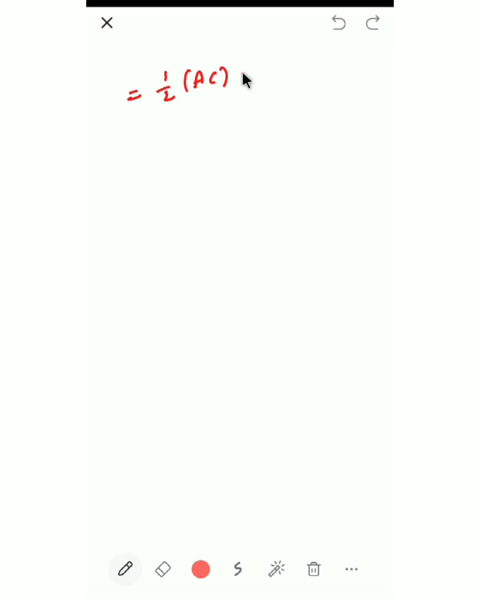 = 1/2 (AC)